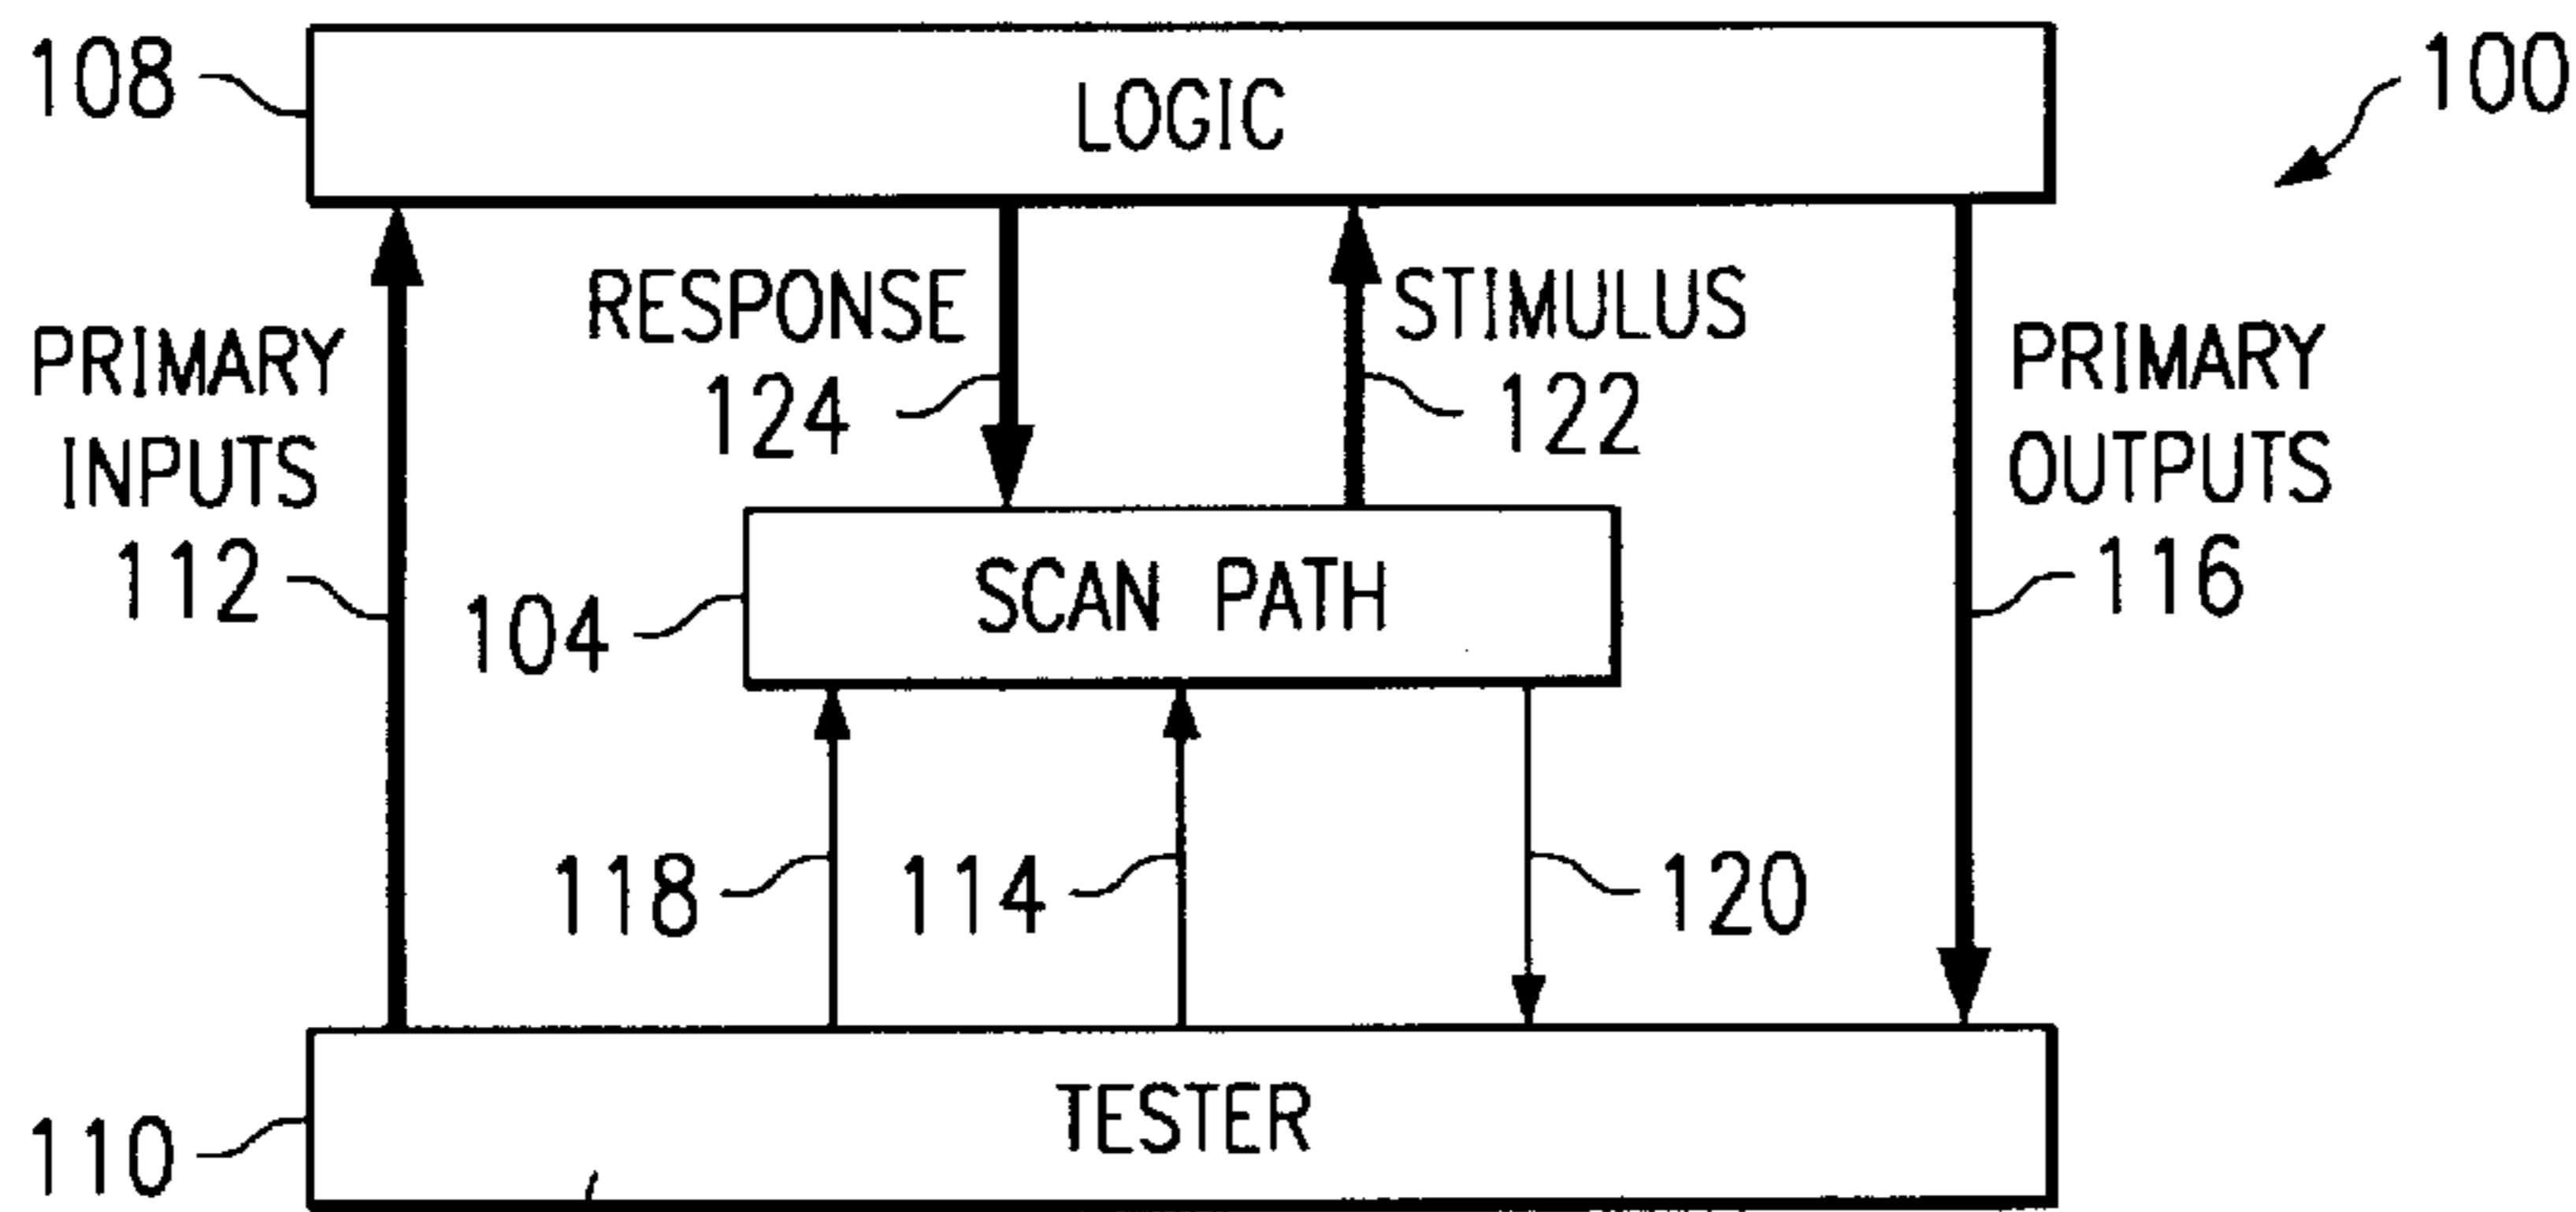 108
LOGIC
100
RESPONSE
124
STIMULUS
122
PRIMARY
INPUTS
112
PRIMARY
OUTPUTS
116
104
SCAN PATH
118
114
120
110
TESTER